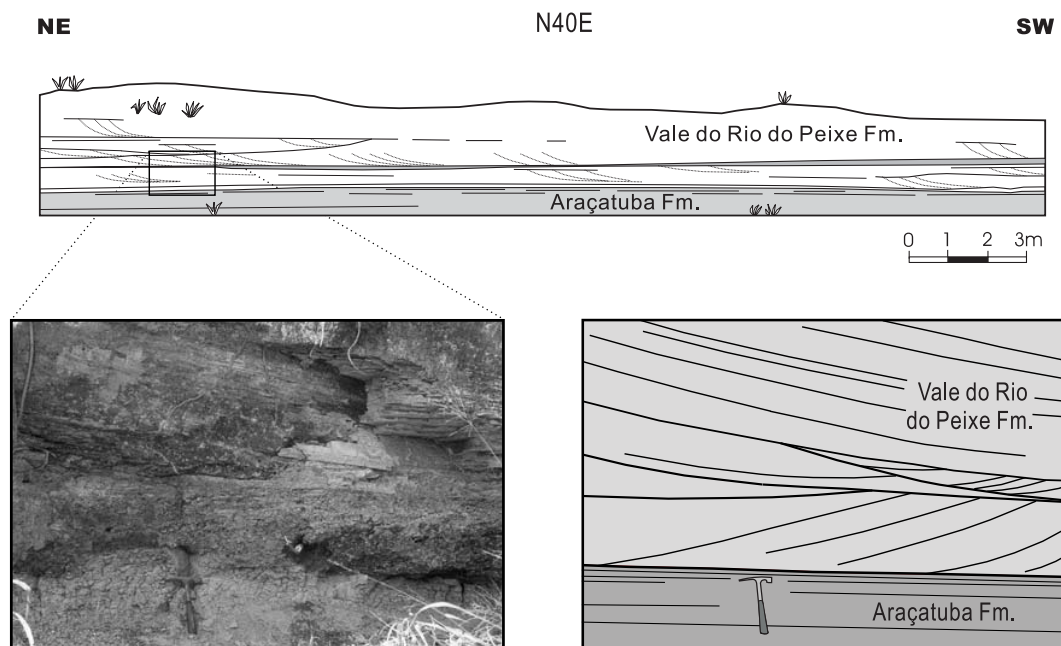 NE
N40E
SW
Vale do Rio do Peixe Fm.
Araçatuba Fm.
0 1 2 3m
Vale do Rio
do Peixe Fm.
Araçatuba Fm.